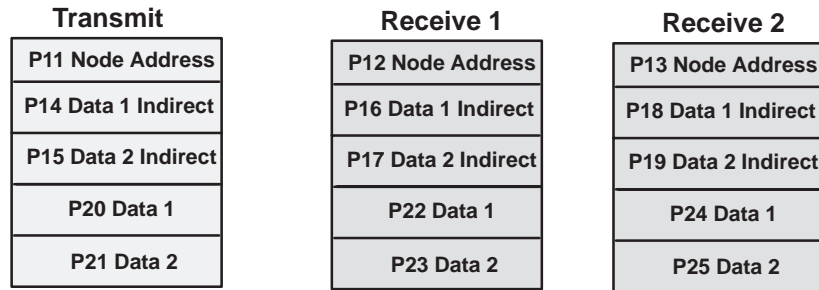 Transmit
P11 Node Address
P14 Data 1 Indirect
P15 Data 2 Indirect
P20 Data 1
P21 Data 2
Receive 1
P12 Node Address
P16 Data 1 Indirect
P17 Data 2 Indirect
P22 Data 1
P23 Data 2
Receive 2
P13 Node Address
P18 Data 1 Indirect
P19 Data 2 Indirect
P24 Data 1
P25 Data 2